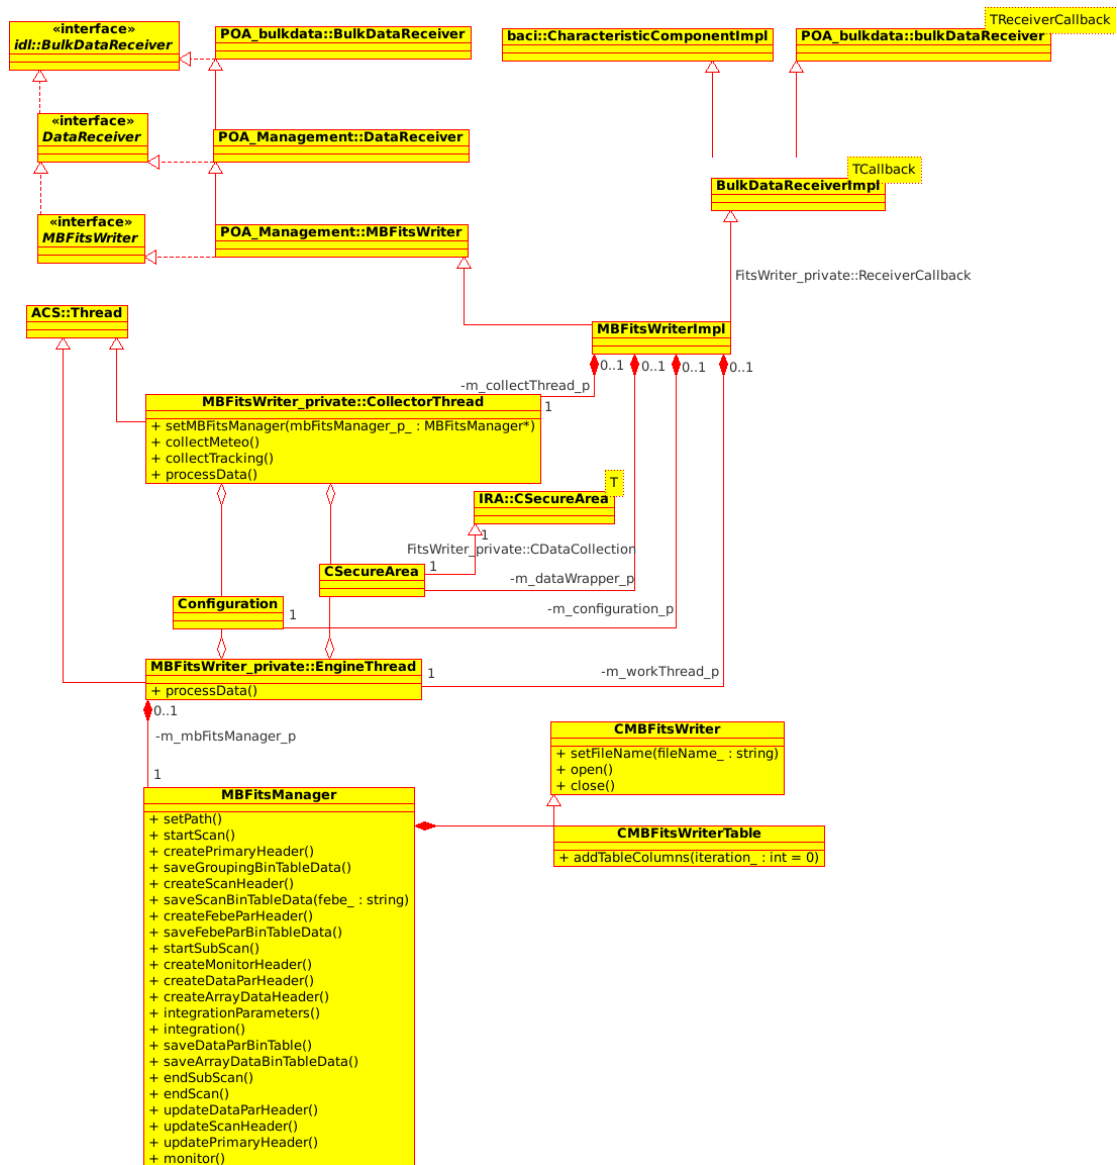 TReceiverCallback
«interface»
idl::BulkDataReceiver
POA_bulkdata::BulkDataReceiver
baci::CharacteristicComponentImpl
POA_bulkdata::bulkDataReceiver
«interface»
DataReceiver
POA_Management::DataReceiver
TCallback
BulkDataReceiverImpl
«interface»
MBFitsWriter
POA_Management::MBFitsWriter
FitsWriter_private::ReceiverCallback
ACS::Thread
MBFitsWriterImpl
0..1
0..1
0..1
0..1
-m_collectThread_p
1
MBFitsWriter_private::CollectorThread
+ setMBFitsManager(mbFitsManager_p_ : MBFitsManager*)
+ collectMeteo()
+ collectTracking()
+ processData()
T
IRA::CSecureArea
1
FitsWriter_private::CDataCollection
1
CSecureArea
-m_dataWrapper_p
Configuration
1
-m_configuration_p
MBFitsWriter_private::EngineThread
+ processData()
1
-m_workThread_p
0..1
-m_mbFitsManager_p
1
CMBFitsWriter
+ setFileName(fileName_ : string)
+ open()
+ close()
CMBFitsWriterTable
+ addTableColumns(iteration_ : int = 0)
MBFitsManager
+ setPath()
+ startScan()
+ createPrimaryHeader()
+ saveGroupingBinTableData()
+ createScanHeader()
+ saveScanBinTableData(febe_ : string)
+ createFebeParHeader()
+ saveFebeParBinTableData()
+ startSubScan()
+ createMonitorHeader()
+ createDataParHeader()
+ createArrayDataHeader()
+ integrationParameters()
+ integration()
+ saveDataParBinTable()
+ saveArrayDataBinTableData()
+ endSubScan()
+ endScan()
+ updateDataParHeader()
+ updateScanHeader()
+ updatePrimaryHeader()
+ monitor()